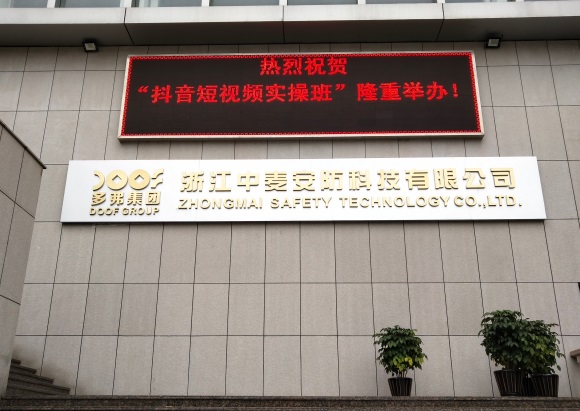 热烈祝贺
“抖音短视频实操班”隆重举办！
DOOF
多弗集团
DOOF GROUP
浙江中麦安防科技有限公司
ZHONGMAI SAFETY TECHNOLOGY CO.,LTD.